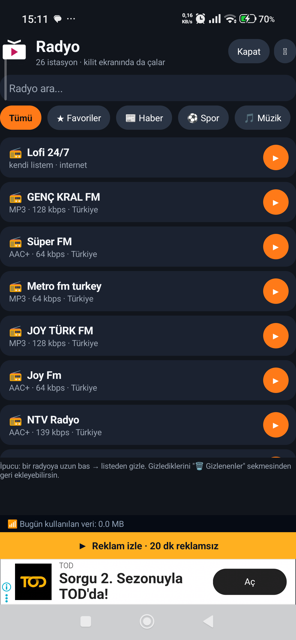 15:11
0,16 KB/s
70%
Radyo
26 istasyon · kilit ekranında da çalar
Kapat
Radyo ara...
Tümü
★ Favoriler
📰 Haber
⚽ Spor
🎵 Müzik
📻 Lofi 24/7
kendi listem · internet
📻 GENÇ KRAL FM
MP3 · 128 kbps · Türkiye
📻 Süper FM
AAC+ · 64 kbps · Türkiye
📻 Metro fm turkey
MP3 · 64 kbps · Türkiye
📻 JOY TÜRK FM
MP3 · 128 kbps · Türkiye
📻 Joy Fm
AAC+ · 64 kbps · Türkiye
📻 NTV Radyo
AAC+ · 139 kbps · Türkiye
İpucu: bir radyoya uzun bas → listeden gizle. Gizlediklerini "🗑️ Gizlenenler" sekmesinden
geri ekleyebilirsin.
📶 Bugün kullanılan veri: 0.0 MB
► Reklam izle · 20 dk reklamsız
TOD
TOD
Sorgu 2. Sezonuyla
TOD'da!
Aç